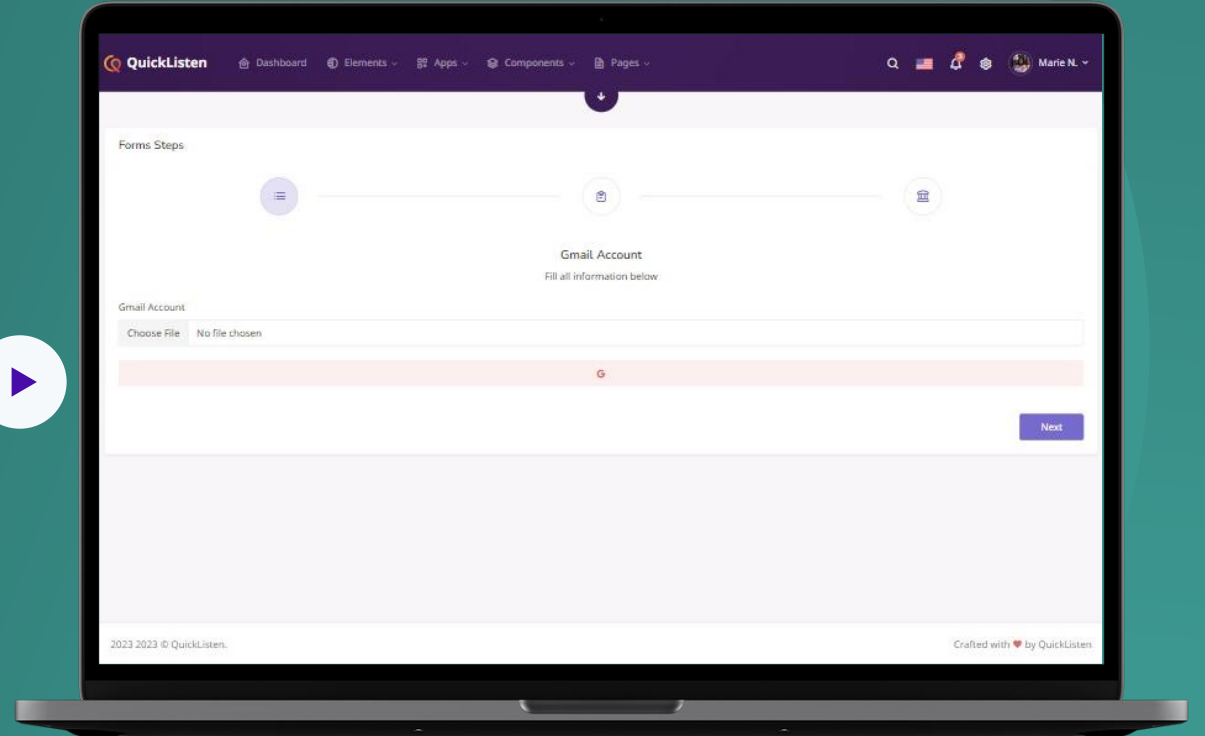 QuickListen Dashboard Elements Apps Components Pages 3 Marie N.
Forms Steps
Gmail Account
Fill all information below
Gmail Account
Choose File No file chosen
G
Next
2023 2023 © QuickListen. Crafted with ❤ by QuickListen